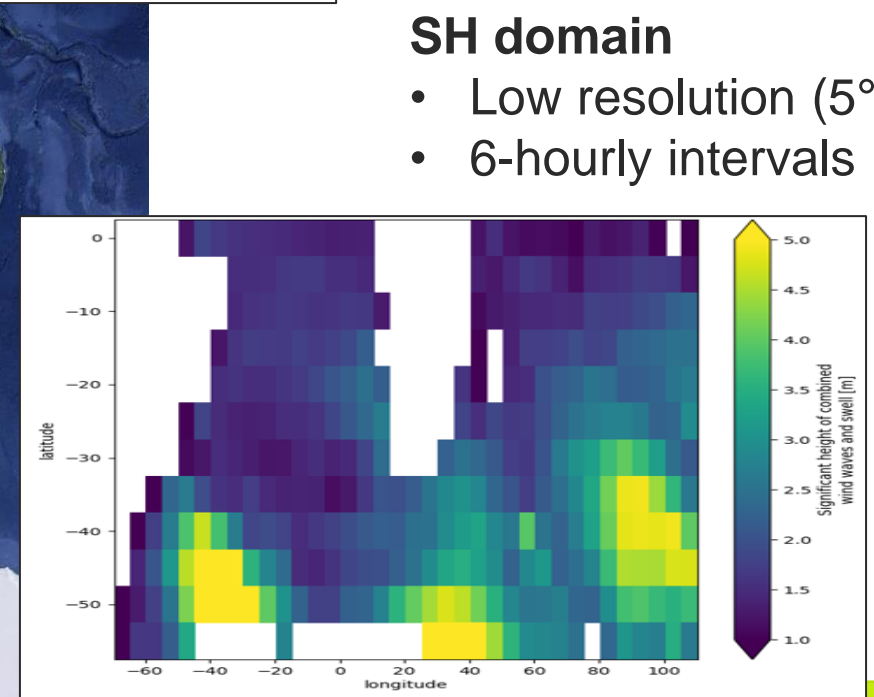 SH domain
• Low resolution (5°
• 6-hourly intervals
0
−10
−20
−30
−40
−50
latitude
−60 −40 −20 0 20 40 60 80 100
longitude
5.0
4.5
4.0
3.5
3.0
2.5
2.0
1.5
1.0
Significant height of combined
wind waves and swell [m]